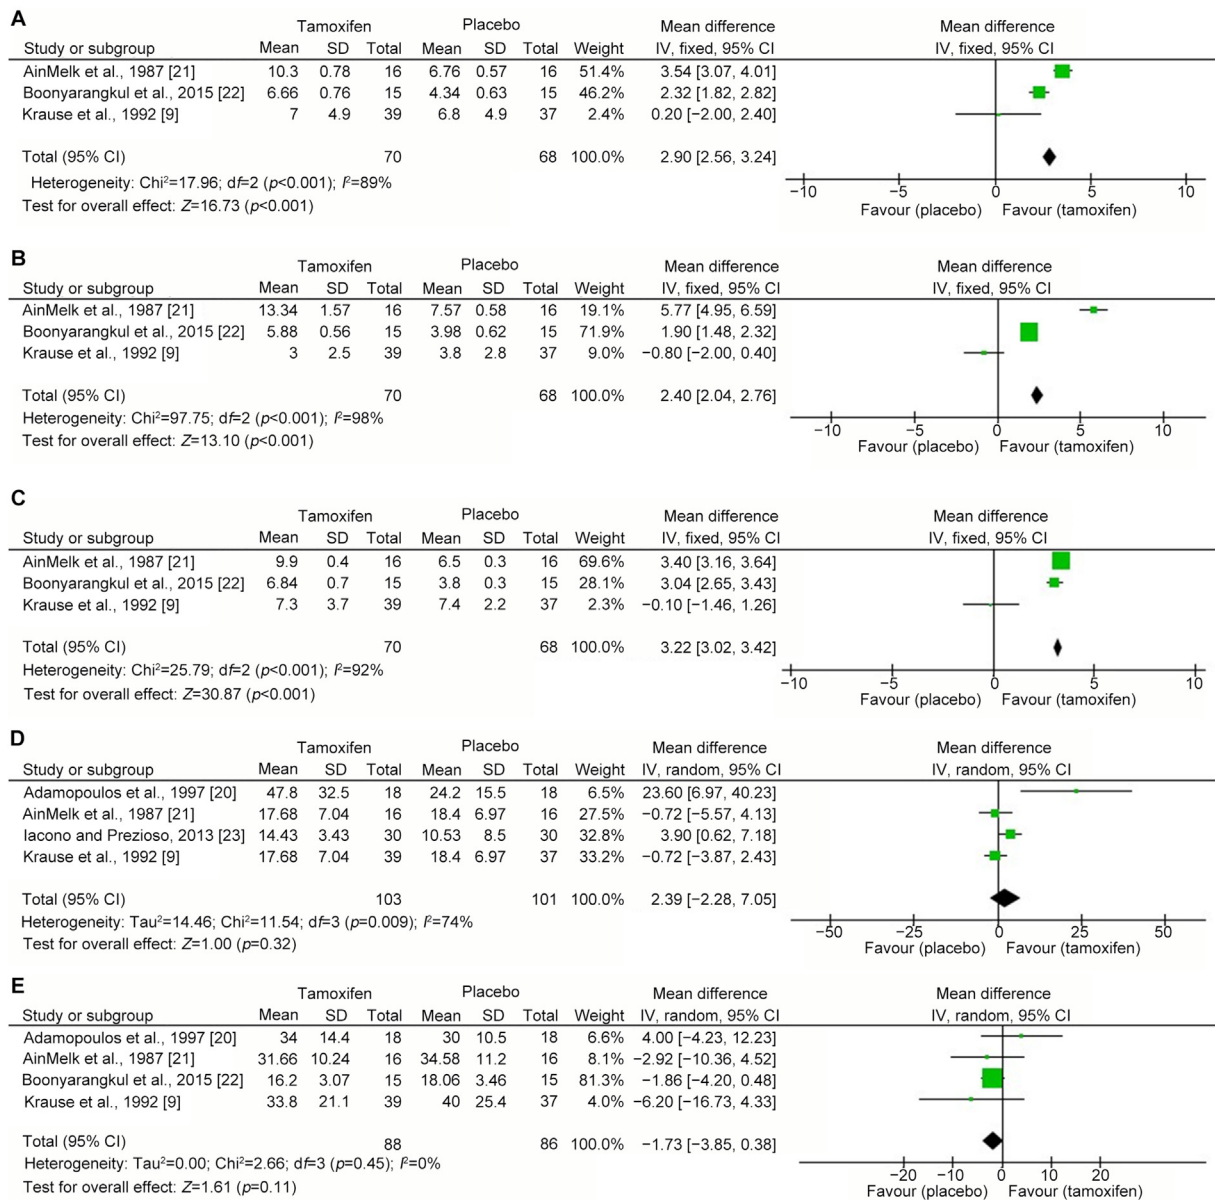 A
Tamoxifen Placebo Mean difference Mean difference
Study or subgroup Mean SD Total Mean SD Total Weight IV, fixed, 95% CI IV, fixed, 95% CI
AinMelk et al., 1987 [21] 10.3 0.78 16 6.76 0.57 16 51.4% 3.54 [3.07, 4.01]
Boonyarangkul et al., 2015 [22] 6.66 0.76 15 4.34 0.63 15 46.2% 2.32 [1.82, 2.82]
Krause et al., 1992 [9] 7 4.9 39 6.8 4.9 37 2.4% 0.20 [−2.00, 2.40]
Total (95% CI) 70 68 100.0% 2.90 [2.56, 3.24]
Heterogeneity: Chi²=17.96; df=2 (p<0.001); I²=89%
Test for overall effect: Z=16.73 (p<0.001)
−10 −5 0 5 10
Favour (placebo) Favour (tamoxifen)
B
Tamoxifen Placebo Mean difference Mean difference
Study or subgroup Mean SD Total Mean SD Total Weight IV, fixed, 95% CI IV, fixed, 95% CI
AinMelk et al., 1987 [21] 13.34 1.57 16 7.57 0.58 16 19.1% 5.77 [4.95, 6.59]
Boonyarangkul et al., 2015 [22] 5.88 0.56 15 3.98 0.62 15 71.9% 1.90 [1.48, 2.32]
Krause et al., 1992 [9] 3 2.5 39 3.8 2.8 37 9.0% −0.80 [−2.00, 0.40]
Total (95% CI) 70 68 100.0% 2.40 [2.04, 2.76]
Heterogeneity: Chi²=97.75; df=2 (p<0.001); I²=98%
Test for overall effect: Z=13.10 (p<0.001)
−10 −5 0 5 10
Favour (placebo) Favour (tamoxifen)
C
Tamoxifen Placebo Mean difference Mean difference
Study or subgroup Mean SD Total Mean SD Total Weight IV, fixed, 95% CI IV, fixed, 95% CI
AinMelk et al., 1987 [21] 9.9 0.4 16 6.5 0.3 16 69.6% 3.40 [3.16, 3.64]
Boonyarangkul et al., 2015 [22] 6.84 0.7 15 3.8 0.3 15 28.1% 3.04 [2.65, 3.43]
Krause et al., 1992 [9] 7.3 3.7 39 7.4 2.2 37 2.3% −0.10 [−1.46, 1.26]
Total (95% CI) 70 68 100.0% 3.22 [3.02, 3.42]
Heterogeneity: Chi²=25.79; df=2 (p<0.001); I²=92%
Test for overall effect: Z=30.87 (p<0.001)
−10 −5 0 5 10
Favour (placebo) Favour (tamoxifen)
D
Tamoxifen Placebo Mean difference Mean difference
Study or subgroup Mean SD Total Mean SD Total Weight IV, random, 95% CI IV, random, 95% CI
Adamopoulos et al., 1997 [20] 47.8 32.5 18 24.2 15.5 18 6.5% 23.60 [6.97, 40.23]
AinMelk et al., 1987 [21] 17.68 7.04 16 18.4 6.97 16 27.5% −0.72 [−5.57, 4.13]
Iacono and Prezioso, 2013 [23] 14.43 3.43 30 10.53 8.5 30 32.8% 3.90 [0.62, 7.18]
Krause et al., 1992 [9] 17.68 7.04 39 18.4 6.97 37 33.2% −0.72 [−3.87, 2.43]
Total (95% CI) 103 101 100.0% 2.39 [−2.28, 7.05]
Heterogeneity: Tau²=14.46; Chi²=11.54; df=3 (p=0.009); I²=74%
Test for overall effect: Z=1.00 (p=0.32)
−50 −25 0 25 50
Favour (placebo) Favour (tamoxifen)
E
Tamoxifen Placebo Mean difference Mean difference
Study or subgroup Mean SD Total Mean SD Total Weight IV, random, 95% CI IV, random, 95% CI
Adamopoulos et al., 1997 [20] 34 14.4 18 30 10.5 18 6.6% 4.00 [−4.23, 12.23]
AinMelk et al., 1987 [21] 31.66 10.24 16 34.58 11.2 16 8.1% −2.92 [−10.36, 4.52]
Boonyarangkul et al., 2015 [22] 16.2 3.07 15 18.06 3.46 15 81.3% −1.86 [−4.20, 0.48]
Krause et al., 1992 [9] 33.8 21.1 39 40 25.4 37 4.0% −6.20 [−16.73, 4.33]
Total (95% CI) 88 86 100.0% −1.73 [−3.85, 0.38]
Heterogeneity: Tau²=0.00; Chi²=2.66; df=3 (p=0.45); I²=0%
Test for overall effect: Z=1.61 (p=0.11)
−20 −10 0 10 20
Favour (placebo) Favour (tamoxifen)